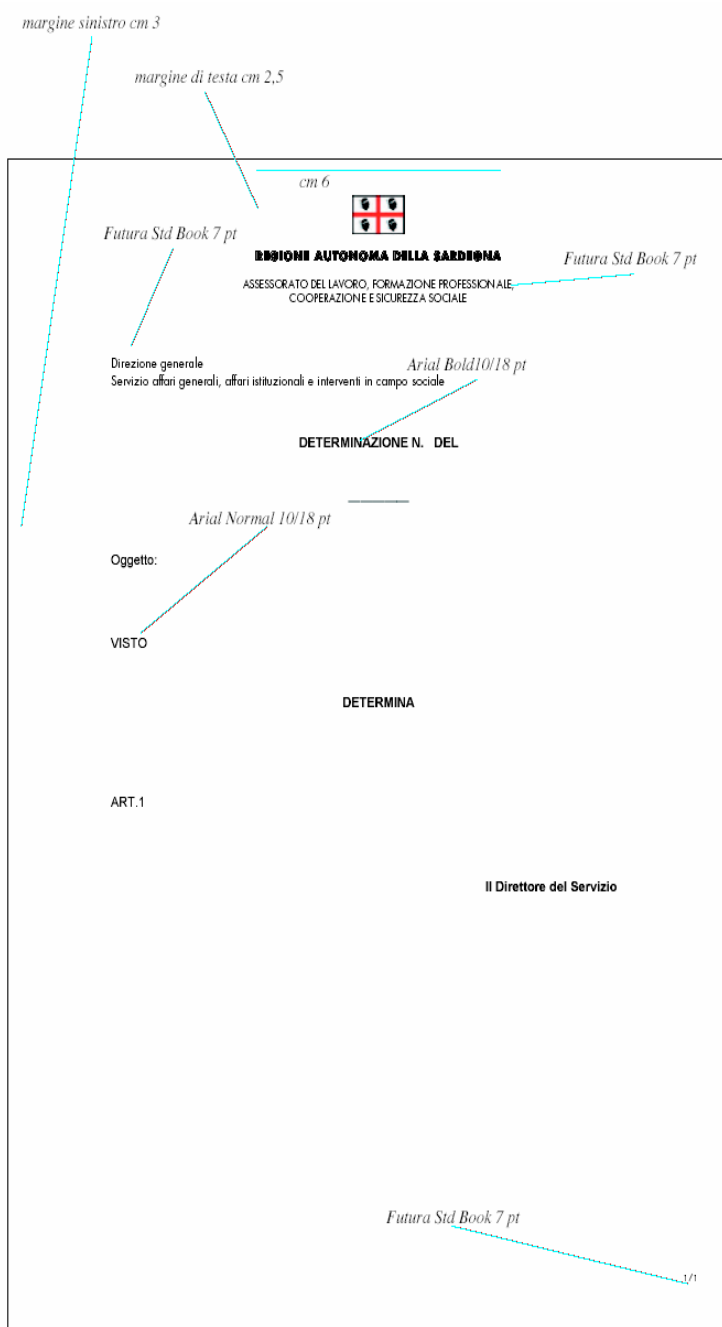 margine sinistro cm 3
margine di testa cm 2,5
cm 6
Futura Std Book 7 pt
REGIONE AUTONOMA DELLA SARDEGNA
Futura Std Book 7 pt
ASSESSORATO DEL LAVORO, FORMAZIONE PROFESSIONALE,
COOPERAZIONE E SICUREZZA SOCIALE
Direzione generale
Arial Bold10/18 pt
Servizio affari generali, affari istituzionali e interventi in campo sociale
DETERMINAZIONE N. DEL
Arial Normal 10/18 pt
Oggetto:
VISTO
DETERMINA
ART.1
Il Direttore del Servizio
Futura Std Book 7 pt
1/1